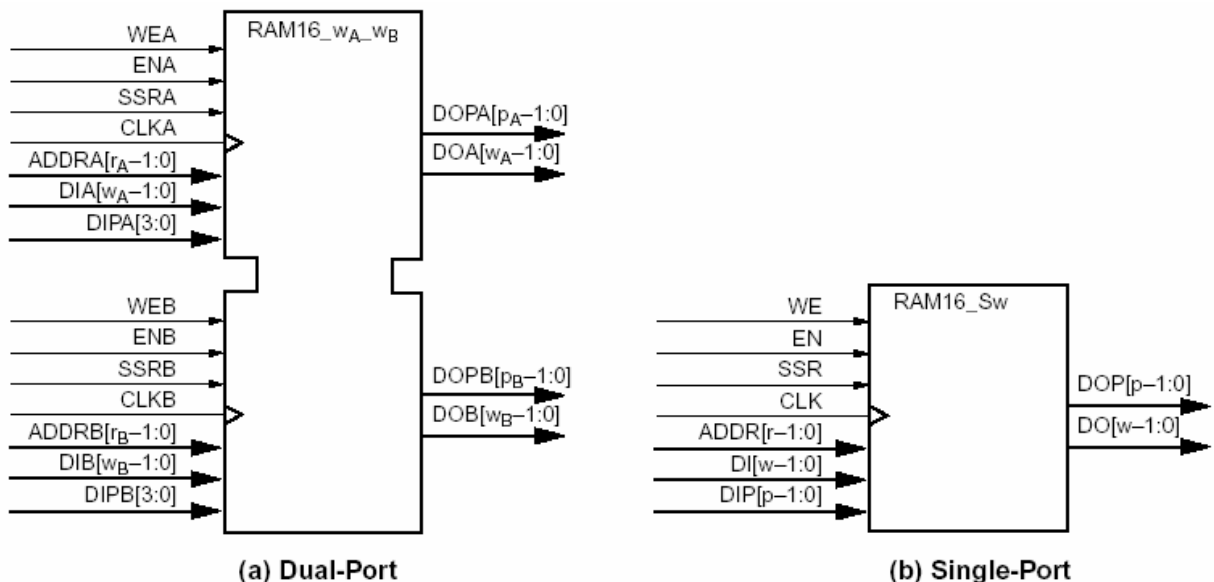 RAM16_wA_wB
WEA
ENA
SSRA
CLKA
ADDRA[rA–1:0]
DIA[wA–1:0]
DIPA[3:0]
DOPA[pA–1:0]
DOA[wA–1:0]
WEB
ENB
SSRB
CLKB
ADDRB[rB–1:0]
DIB[wB–1:0]
DIPB[3:0]
DOPB[pB–1:0]
DOB[wB–1:0]
(a) Dual-Port
RAM16_Sw
WE
EN
SSR
CLK
ADDR[r–1:0]
DI[w–1:0]
DIP[p–1:0]
DOP[p–1:0]
DO[w–1:0]
(b) Single-Port